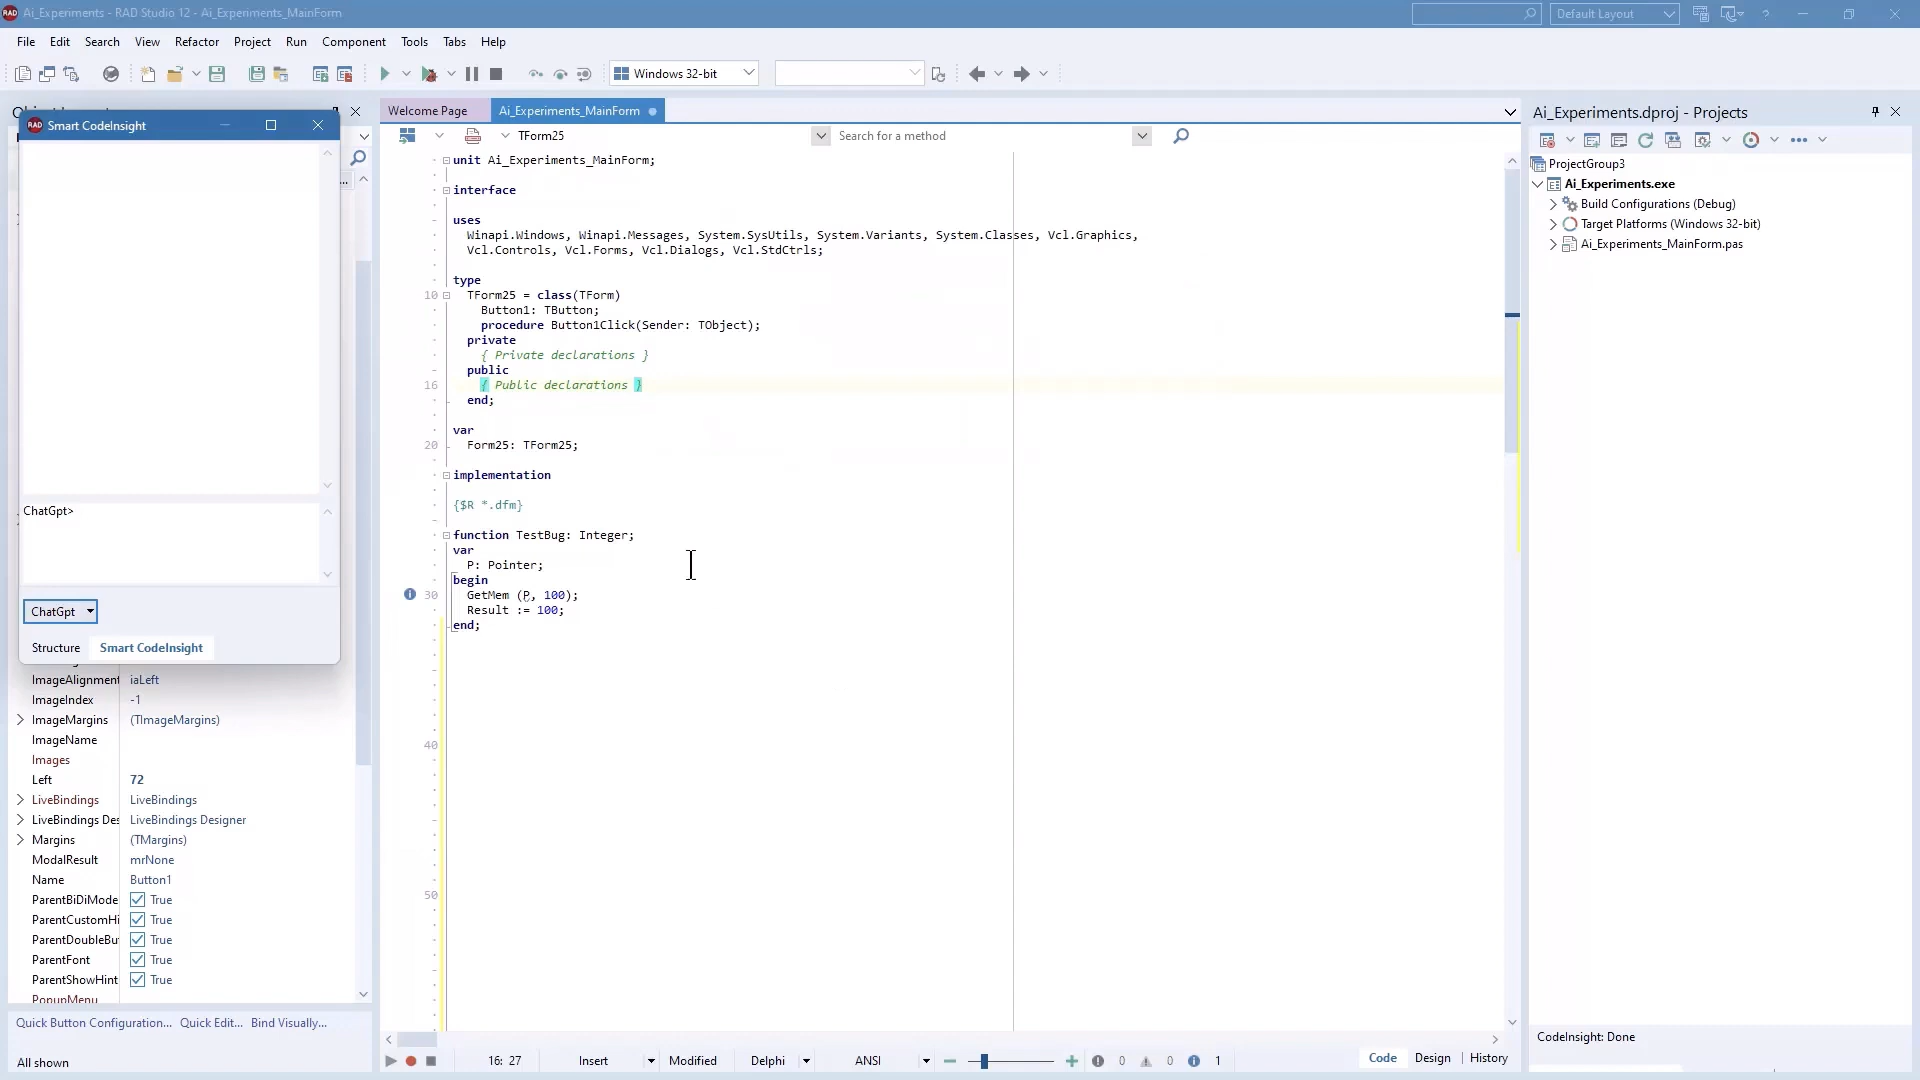 Ai_Experiments - RAD Studio 12 - Ai_Experiments_MainForm
Default Layout
File Edit Search View Refactor Project Run Component Tools Tabs Help
Windows 32-bit
Smart CodeInsight
ChatGpt>
ChatGpt
Structure Smart CodeInsight
ImageAlignment iaLeft
ImageIndex -1
ImageMargins (TImageMargins)
ImageName
Images
Left 72
LiveBindings LiveBindings
LiveBindings Des LiveBindings Designer
Margins (TMargins)
ModalResult mrNone
Name Button1
ParentBiDiMode True
ParentCustomHi True
ParentDoubleBu True
ParentFont True
ParentShowHint True
PopupMenu
Quick Button Configuration... Quick Edit... Bind Visually...
All shown
Welcome Page Ai_Experiments_MainForm
TForm25 Search for a method
unit Ai_Experiments_MainForm;
interface
uses
Winapi.Windows, Winapi.Messages, System.SysUtils, System.Variants, System.Classes, Vcl.Graphics,
Vcl.Controls, Vcl.Forms, Vcl.Dialogs, Vcl.StdCtrls;
type
10 TForm25 = class(TForm)
Button1: TButton;
procedure Button1Click(Sender: TObject);
private
{ Private declarations }
public
16 { Public declarations }
end;
var
20 Form25: TForm25;
implementation
{$R *.dfm}
function TestBug: Integer;
var
P: Pointer;
begin
30 GetMem (P, 100);
Result := 100;
end;
40
50
16: 27 Insert Modified Delphi ANSI 0 0 1
Code Design History
Ai_Experiments.dproj - Projects
ProjectGroup3
Ai_Experiments.exe
Build Configurations (Debug)
Target Platforms (Windows 32-bit)
Ai_Experiments_MainForm.pas
CodeInsight: Done